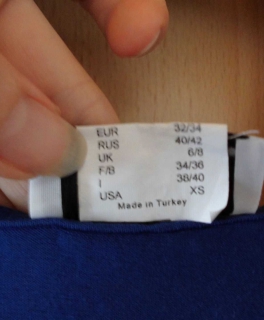 EUR 32/34
RUS 40/42
UK 6/8
F/B 34/36
I 38/40
USA XS
Made in Turkey